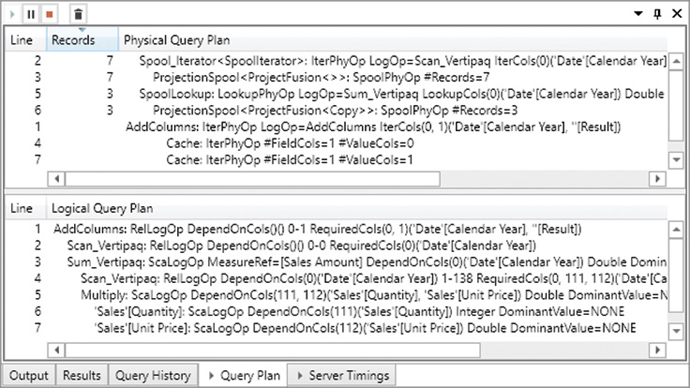 Line Records Physical Query Plan
2 7 Spool_Iterator<SpoolIterator>: IterPhyOp LogOp=Scan_Vertipaq IterCols(0)('Date'[Calendar Year]
3 7 ProjectionSpool<ProjectFusion<>>: SpoolPhyOp #Records=7
5 3 SpoolLookup: LookupPhyOp LogOp=Sum_Vertipaq LookupCols(0)('Date'[Calendar Year]) Double
6 3 ProjectionSpool<ProjectFusion<Copy>>: SpoolPhyOp #Records=3
1 AddColumns: IterPhyOp LogOp=AddColumns IterCols(0, 1)('Date'[Calendar Year], ''[Result])
4 Cache: IterPhyOp #FieldCols=1 #ValueCols=0
7 Cache: IterPhyOp #FieldCols=1 #ValueCols=1
Line Logical Query Plan
1 AddColumns: RelLogOp DependOnCols()() 0-1 RequiredCols(0, 1)('Date'[Calendar Year], ''[Result])
2 Scan_Vertipaq: RelLogOp DependOnCols()() 0-0 RequiredCols(0)('Date'[Calendar Year])
3 Sum_Vertipaq: ScaLogOp MeasureRef=[Sales Amount] DependOnCols(0)('Date'[Calendar Year]) Double Domin
4 Scan_Vertipaq: RelLogOp DependOnCols(0)('Date'[Calendar Year]) 1-138 RequiredCols(0, 111, 112)('Date'[Ca
5 Multiply: ScaLogOp DependOnCols(111, 112)('Sales'[Quantity], 'Sales'[Unit Price]) Double DominantValue=N
6 'Sales'[Quantity]: ScaLogOp DependOnCols(111)('Sales'[Quantity]) Integer DominantValue=NONE
7 'Sales'[Unit Price]: ScaLogOp DependOnCols(112)('Sales'[Unit Price]) Double DominantValue=NONE
Output Results Query History Query Plan Server Timings